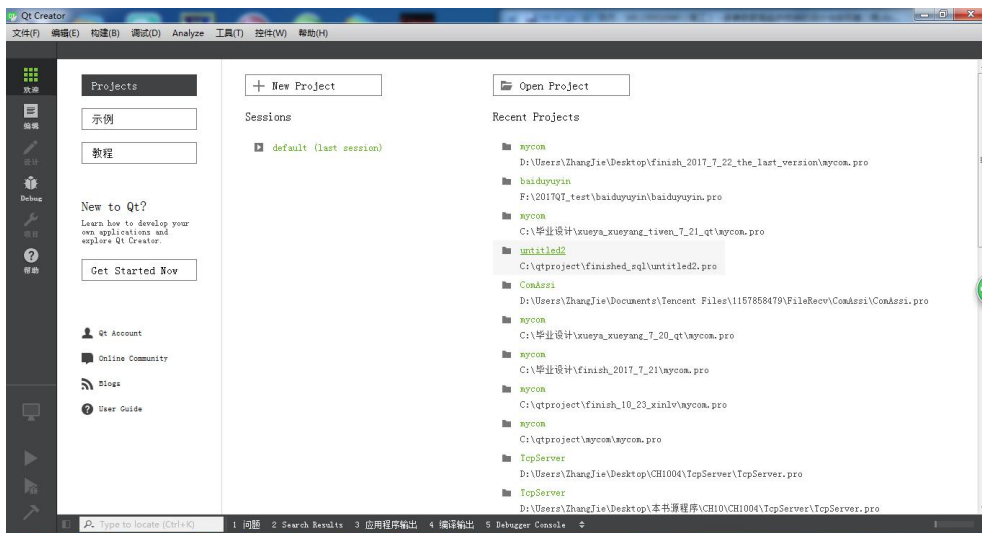 Qt Creator
文件(F) 编辑(E) 构建(B) 调试(D) Analyze 工具(T) 控件(W) 帮助(H)
欢迎
编辑
设计
Debug
项目
帮助
Projects
示例
教程
New to Qt?
Learn how to develop your
own applications and
explore Qt Creator.
Get Started Now
Qt Account
Online Community
Blogs
User Guide
New Project
Sessions
default (last session)
Open Project
Recent Projects
mycom
D:\Users\ZhangJie\Desktop\finish_2017_7_22_the_last_version\mycom.pro
baiduyuyin
F:\2017QT_test\baiduyuyin\baiduyuyin.pro
mycom
C:\毕业设计\xueya_xueyang_tiwen_7_21_qt\mycom.pro
untitled2
C:\qtproject\finished_sql\untitled2.pro
ComAssi
D:\Users\ZhangJie\Documents\Tencent Files\1157858479\FileRecv\ComAssi\ComAssi.pro
mycom
C:\毕业设计\xueya_xueyang_7_20_qt\mycom.pro
mycom
C:\毕业设计\finish_2017_7_21\mycom.pro
mycom
C:\qtproject\finish_10_23_xinlv\mycom.pro
mycom
C:\qtproject\mycom\mycom.pro
TcpServer
D:\Users\ZhangJie\Desktop\CH1004\TcpServer\TcpServer.pro
TcpServer
D:\Users\ZhangJie\Desktop\本书源程序\CH10\CH1004\TcpServer\TcpServer.pro
Type to locate (Ctrl+K) 1 问题 2 Search Results 3 应用程序输出 4 编译输出 5 Debugger Console